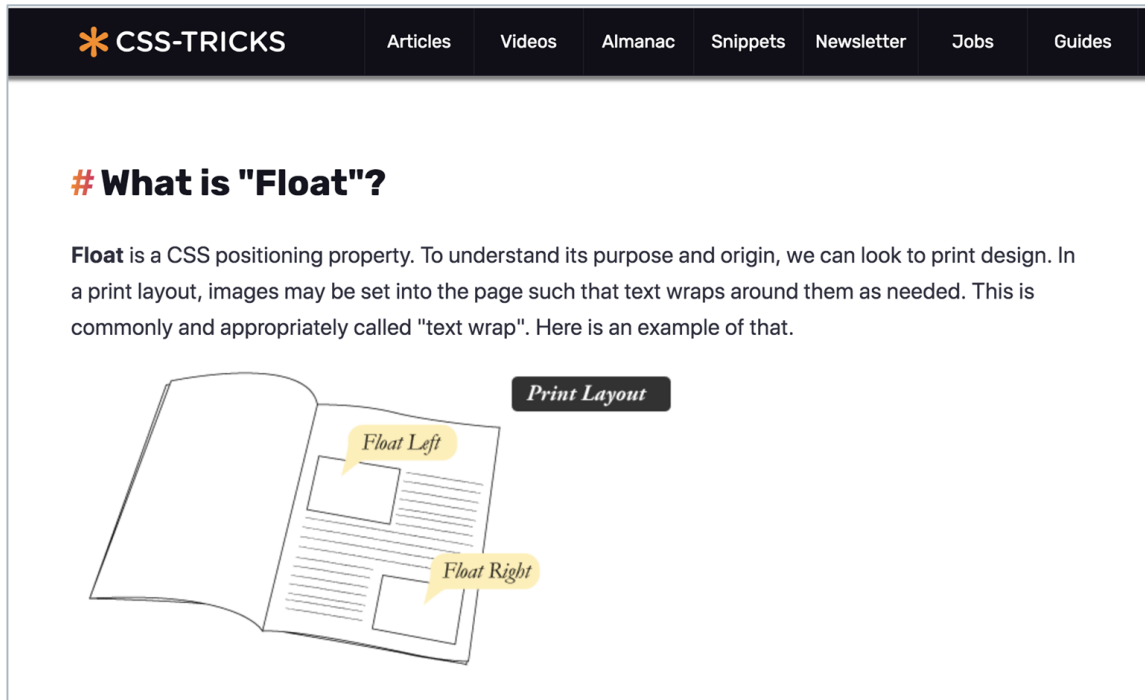 CSS-TRICKS Articles Videos Almanac Snippets Newsletter Jobs Guides
# What is "Float"?
Float is a CSS positioning property. To understand its purpose and origin, we can look to print design. In
a print layout, images may be set into the page such that text wraps around them as needed. This is
commonly and appropriately called "text wrap". Here is an example of that.
Print Layout
Float Left
Float Right